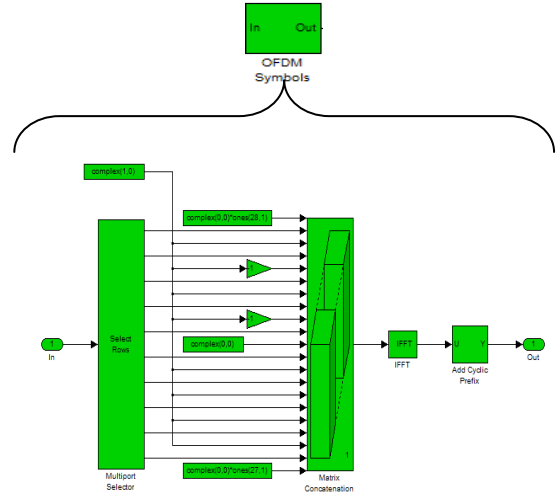 In Out
OFDM
Symbols
complex(1,0)
complex(0,0)*ones(28,1)
Select
Rows
complex(0,0)
complex(0,0)*ones(27,1)
1
In
Multiport
Selector
1
Matrix
Concatenation
IFFT
IFFT
U Y
Add Cyclic
Prefix
1
Out